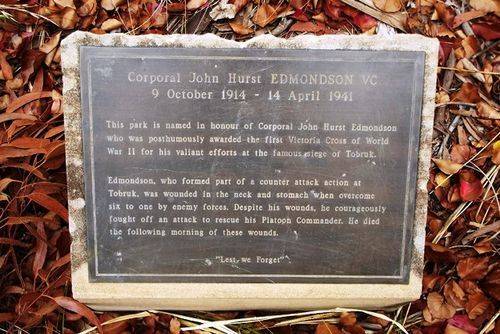 Corporal John Hurst EDMONDSON VC
9 October 1914 - 14 April 1941
This park is named in honour of Corporal John Hurst Edmondson
who was posthumously awarded the first Victoria Cross of World
War II for his valiant efforts at the famous siege of Tobruk.
Edmondson, who formed part of a counter attack action at
Tobruk, was wounded in the neck and stomach when overcome
six to one by enemy forces. Despite his wounds, he courageously
fought off an attack to rescue his Platoon Commander. He died
the following morning of these wounds.
"Lest we Forget"